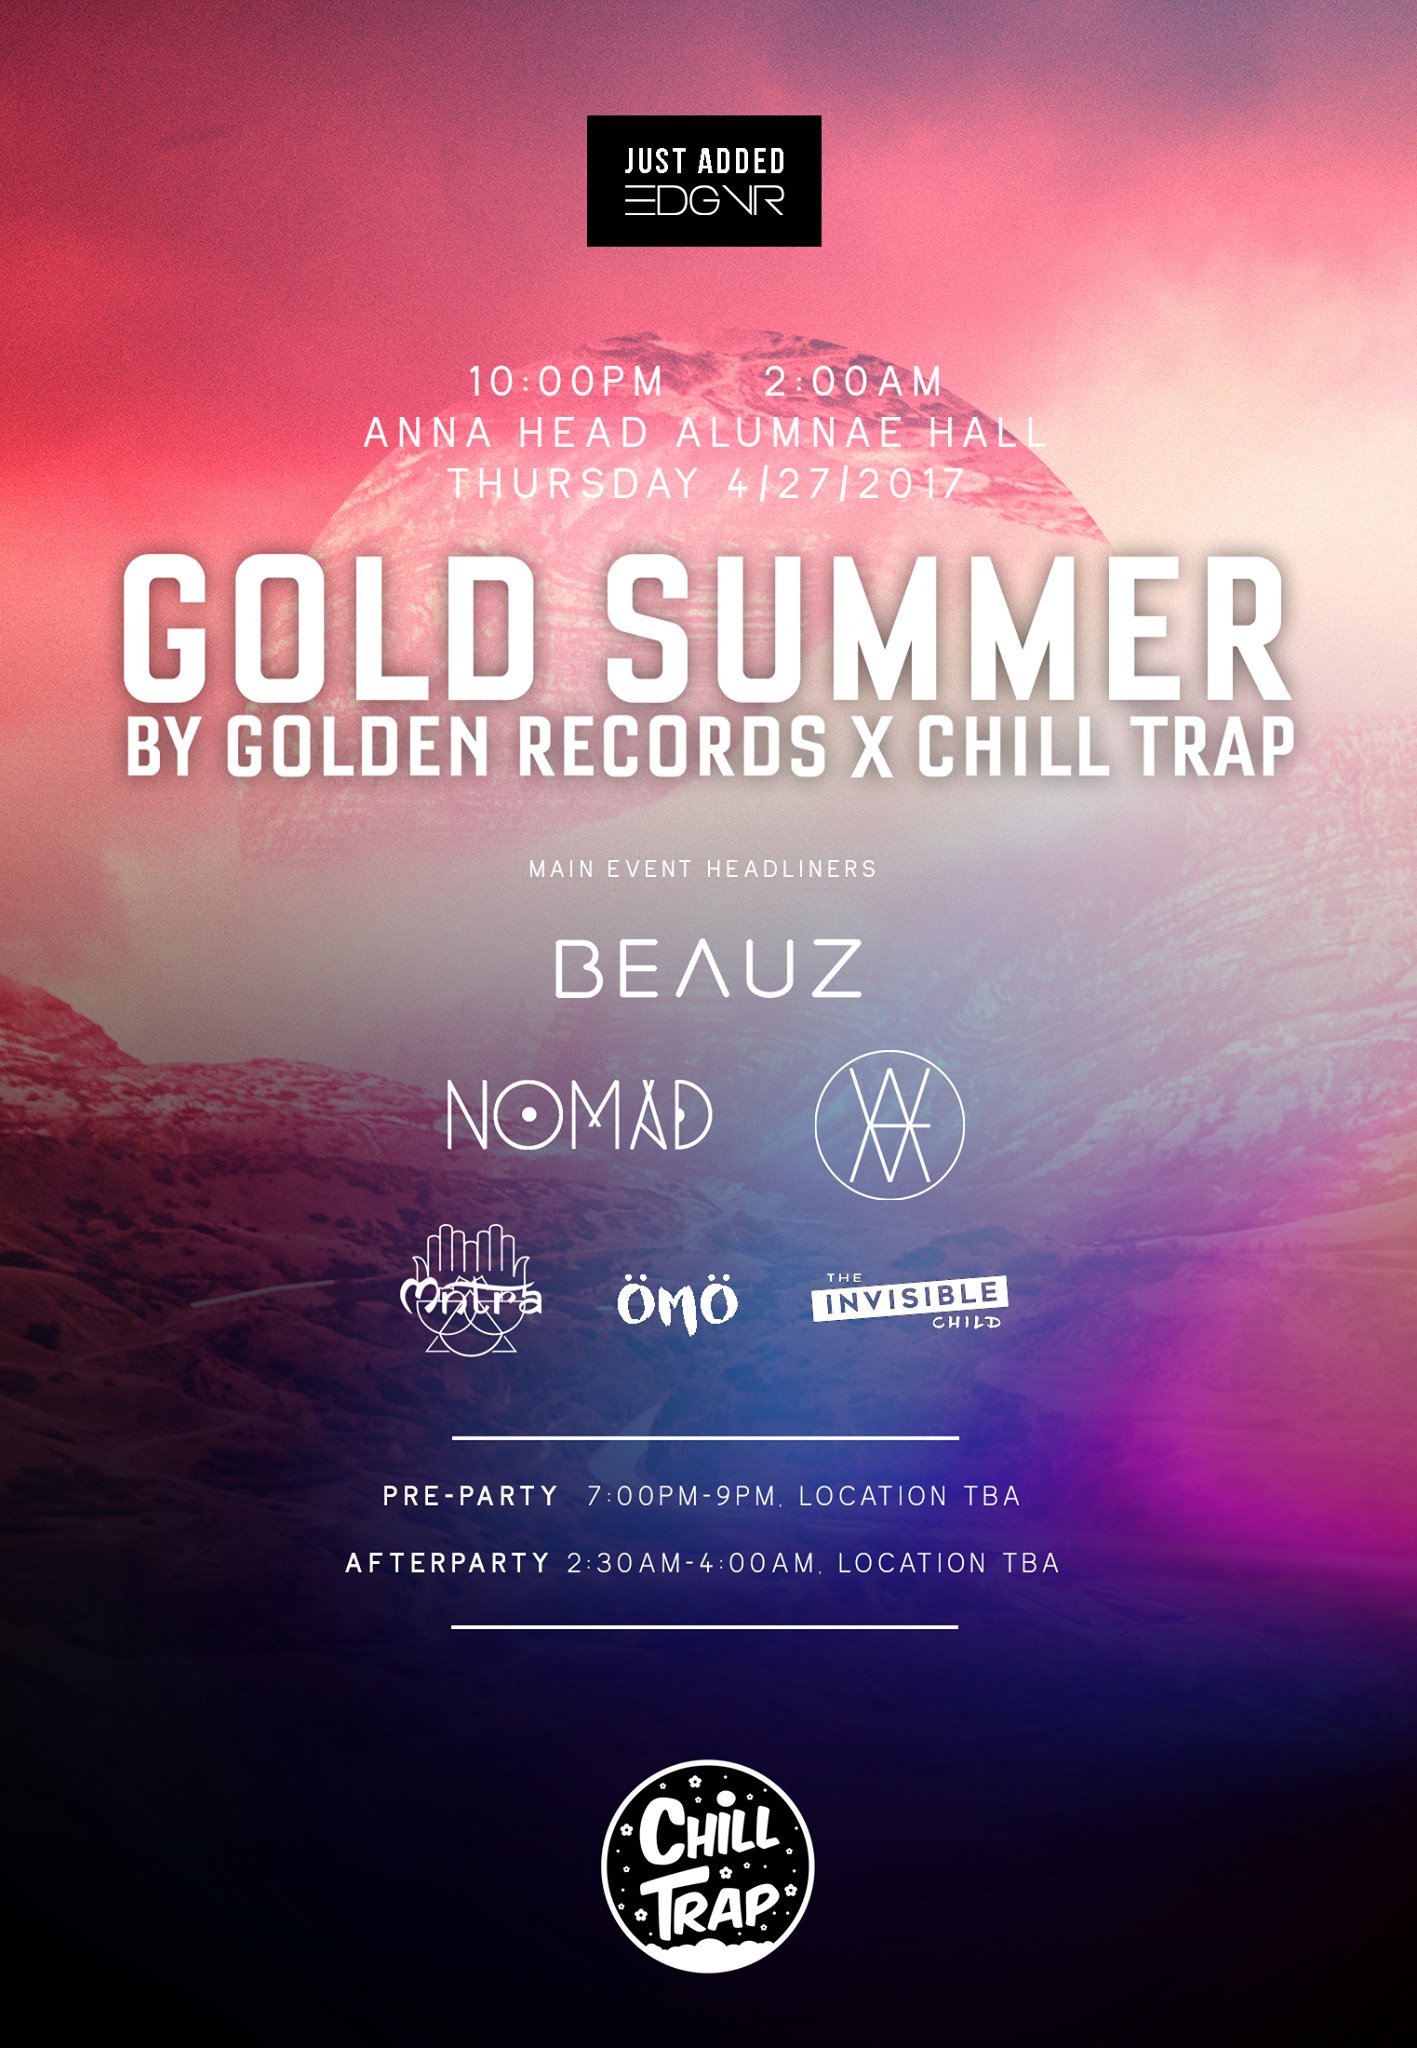 JUST ADDED
EDGVR
10:00PM 2:00AM
ANNA HEAD ALUMNAE HALL
THURSDAY 4/27/2017
GOLD SUMMER
BY GOLDEN RECORDS X CHILL TRAP
MAIN EVENT HEADLINERS
BEAUZ
NOMAD
Mntra
ÖMÖ
THE
INVISIBLE
CHILD
PRE-PARTY 7:00PM-9PM, LOCATION TBA
AFTERPARTY 2:30AM-4:00AM, LOCATION TBA
CHILL
TRAP